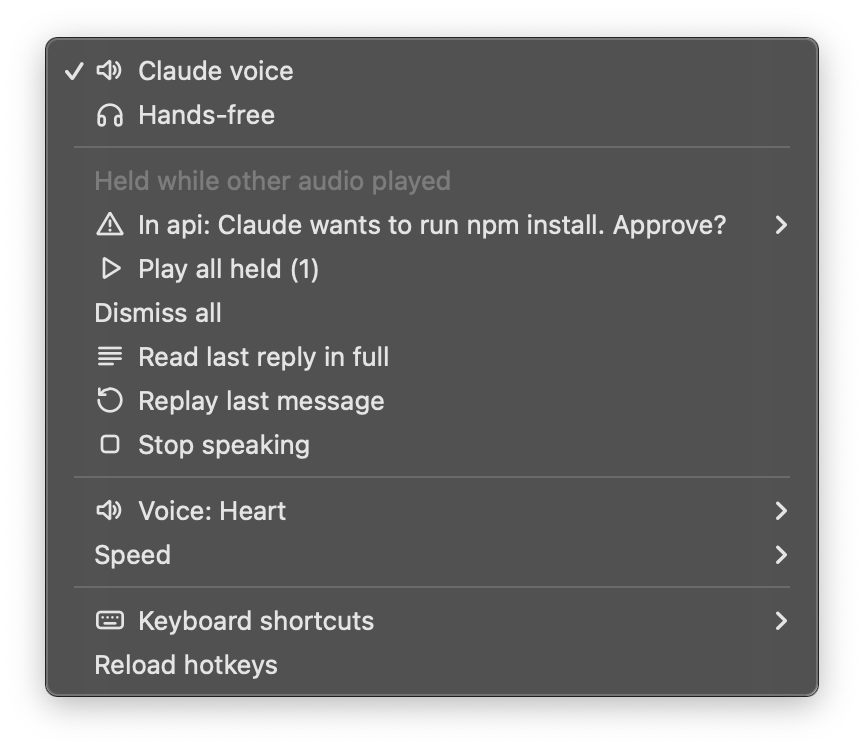 Claude voice
Hands-free
Held while other audio played
In api: Claude wants to run npm install. Approve?
Play all held (1)
Dismiss all
Read last reply in full
Replay last message
Stop speaking
Voice: Heart
Speed
Keyboard shortcuts
Reload hotkeys